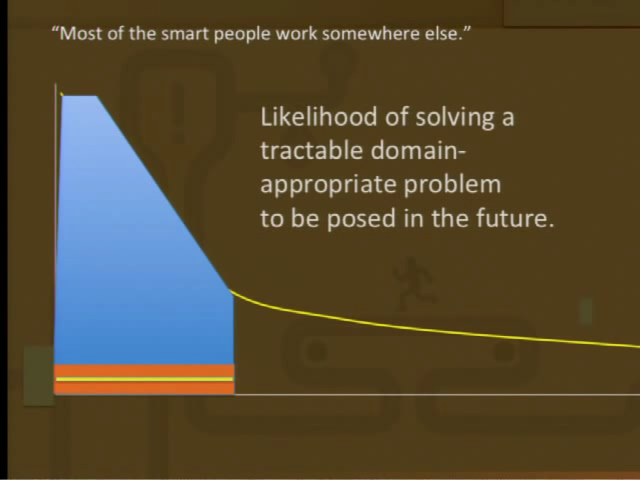 “Most of the smart people work somewhere else.”
Likelihood of solving a
tractable domain-
appropriate problem
to be posed in the future.